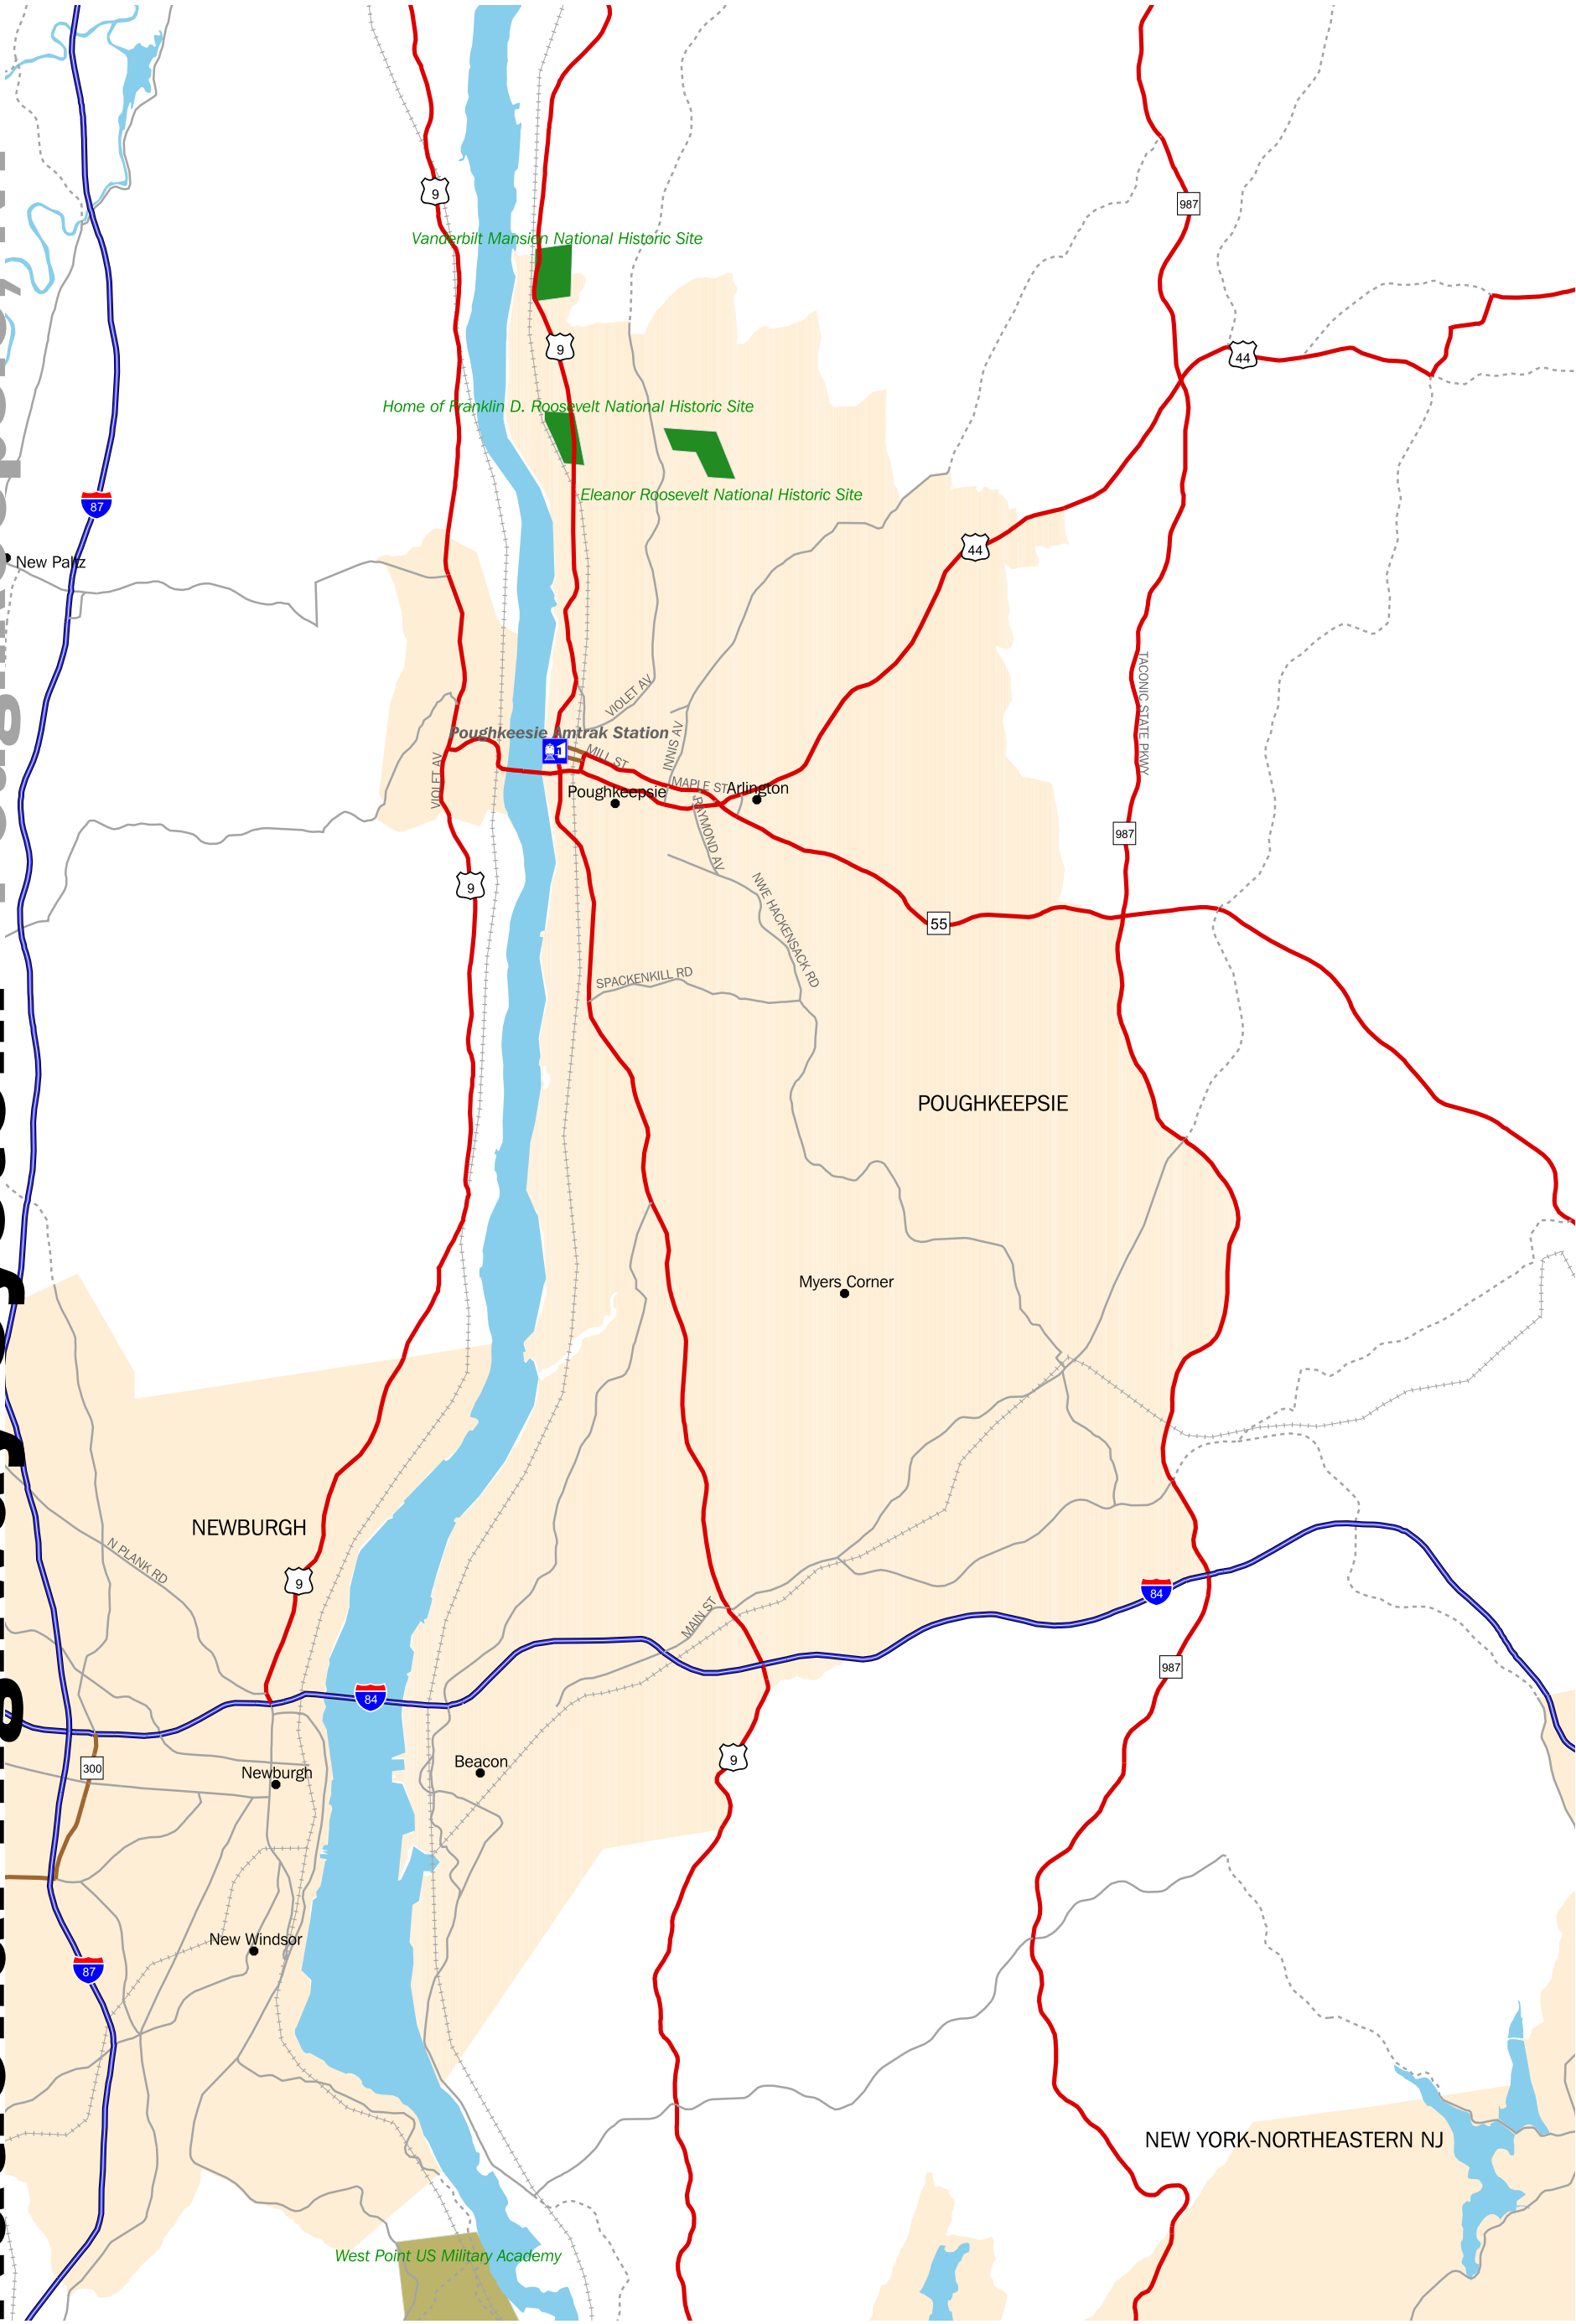 9
987
Vanderbilt Mansion National Historic Site
9
44
Home of Franklin D. Roosevelt National Historic Site
Eleanor Roosevelt National Historic Site
87
44
New Paltz
TACONIC STATE PKWY
VIOLET AV
Poughkeesie Amtrak Station
1
MILL ST
INNIS AV
VIOLET AV
MAPLE ST
Arlington
Poughkeepsie
RAYMOND AV
987
9
NWE HACKENSACK RD
55
SPACKENKILL RD
POUGHKEEPSIE
Myers Corner
NEWBURGH
N PLANK RD
9
84
MAIN ST
987
84
9
300
Beacon
Newburgh
New Windsor
87
NEW YORK-NORTHEASTERN NJ
West Point US Military Academy